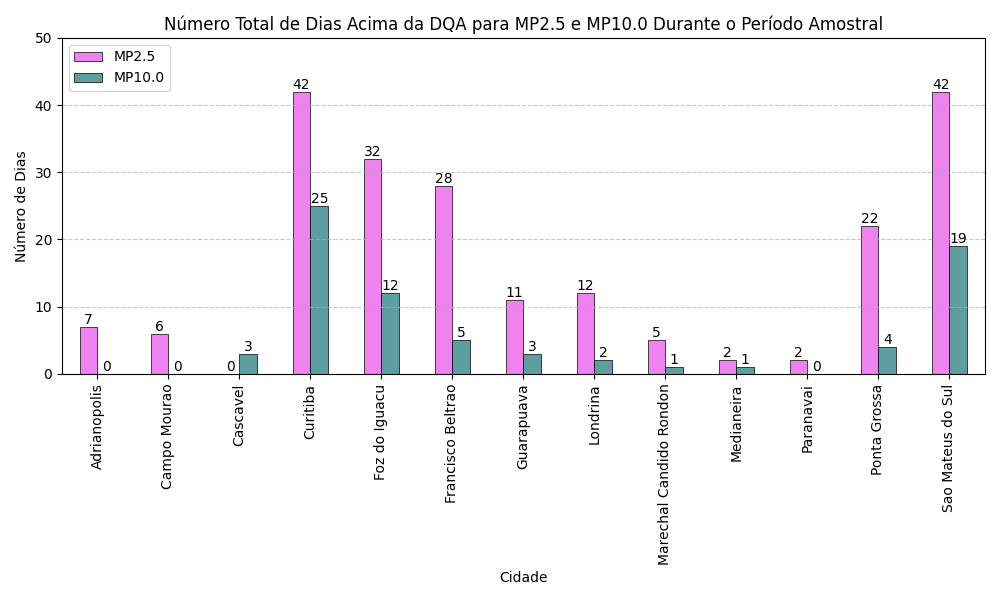 Número Total de Dias Acima da DQA para MP2.5 e MP10.0 Durante o Período Amostral
MP2.5
MP10.0
Número de Dias
50
40
30
20
10
0
7
0
6
0
0
3
42
25
32
12
28
5
11
3
12
2
5
1
2
1
2
0
22
4
42
19
Adrianopolis
Campo Mourao
Cascavel
Curitiba
Foz do Iguacu
Francisco Beltrao
Guarapuava
Londrina
Marechal Candido Rondon
Medianeira
Paranavai
Ponta Grossa
Sao Mateus do Sul
Cidade